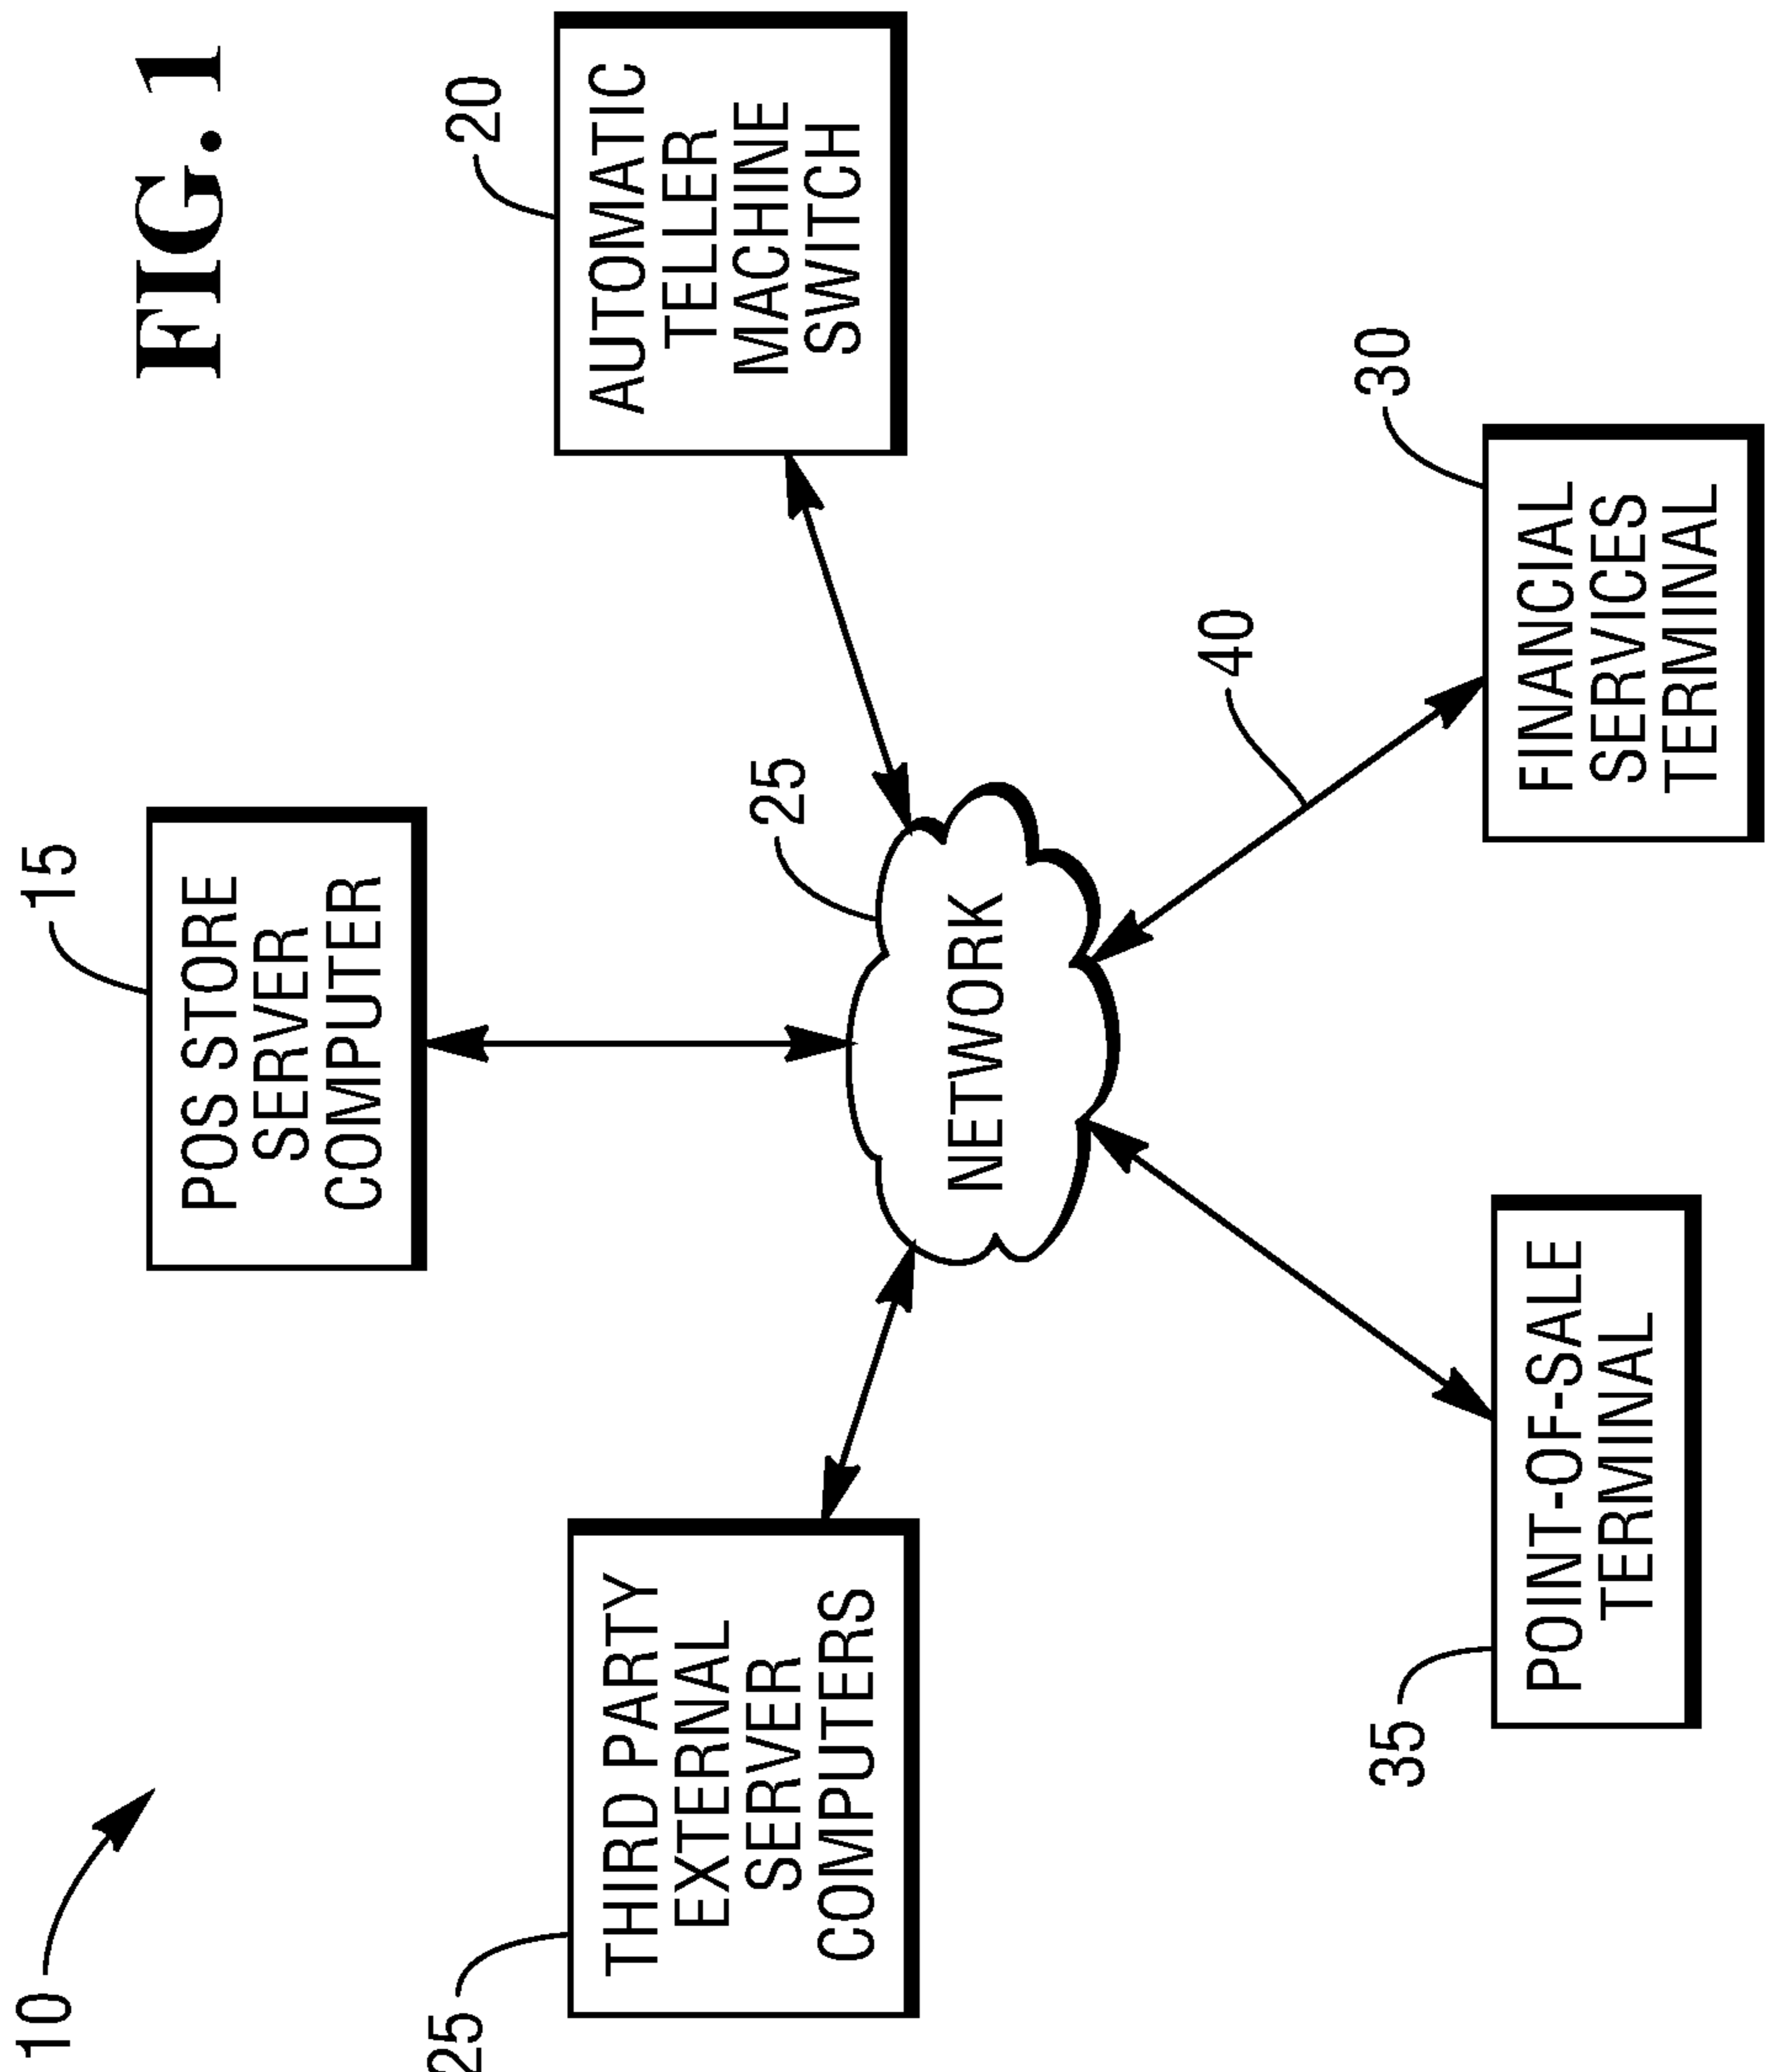 FIG. 1
10
15
POS STORE
SERVER
COMPUTER
25
THIRD PARTY
EXTERNAL
SERVER
COMPUTERS
20
AUTOMATIC
TELLER
MACHINE
SWITCH
25
NETWORK
40
35
POINT-OF-SALE
TERMINAL
30
FINANCIAL
SERVICES
TERMINAL